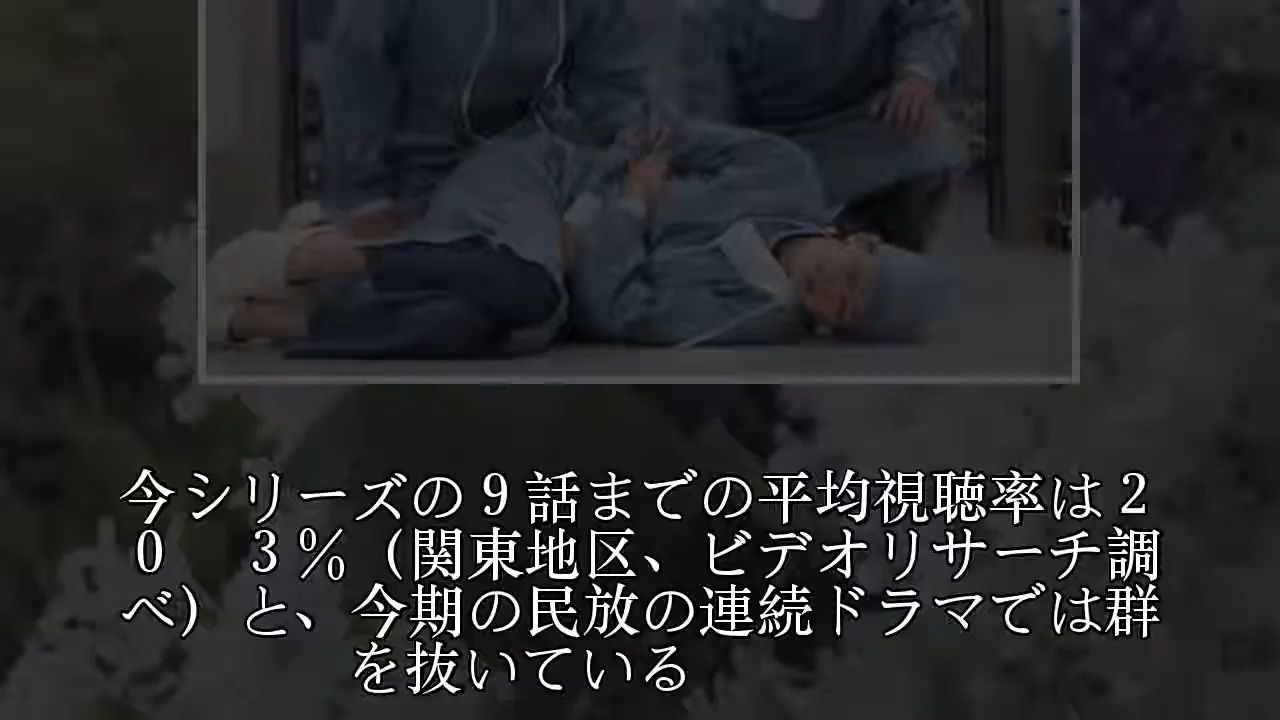 今シリーズの９話までの平均視聴率は２
０　３％（関東地区、ビデオリサーチ調
べ）と、今期の民放の連続ドラマでは群
を抜いている